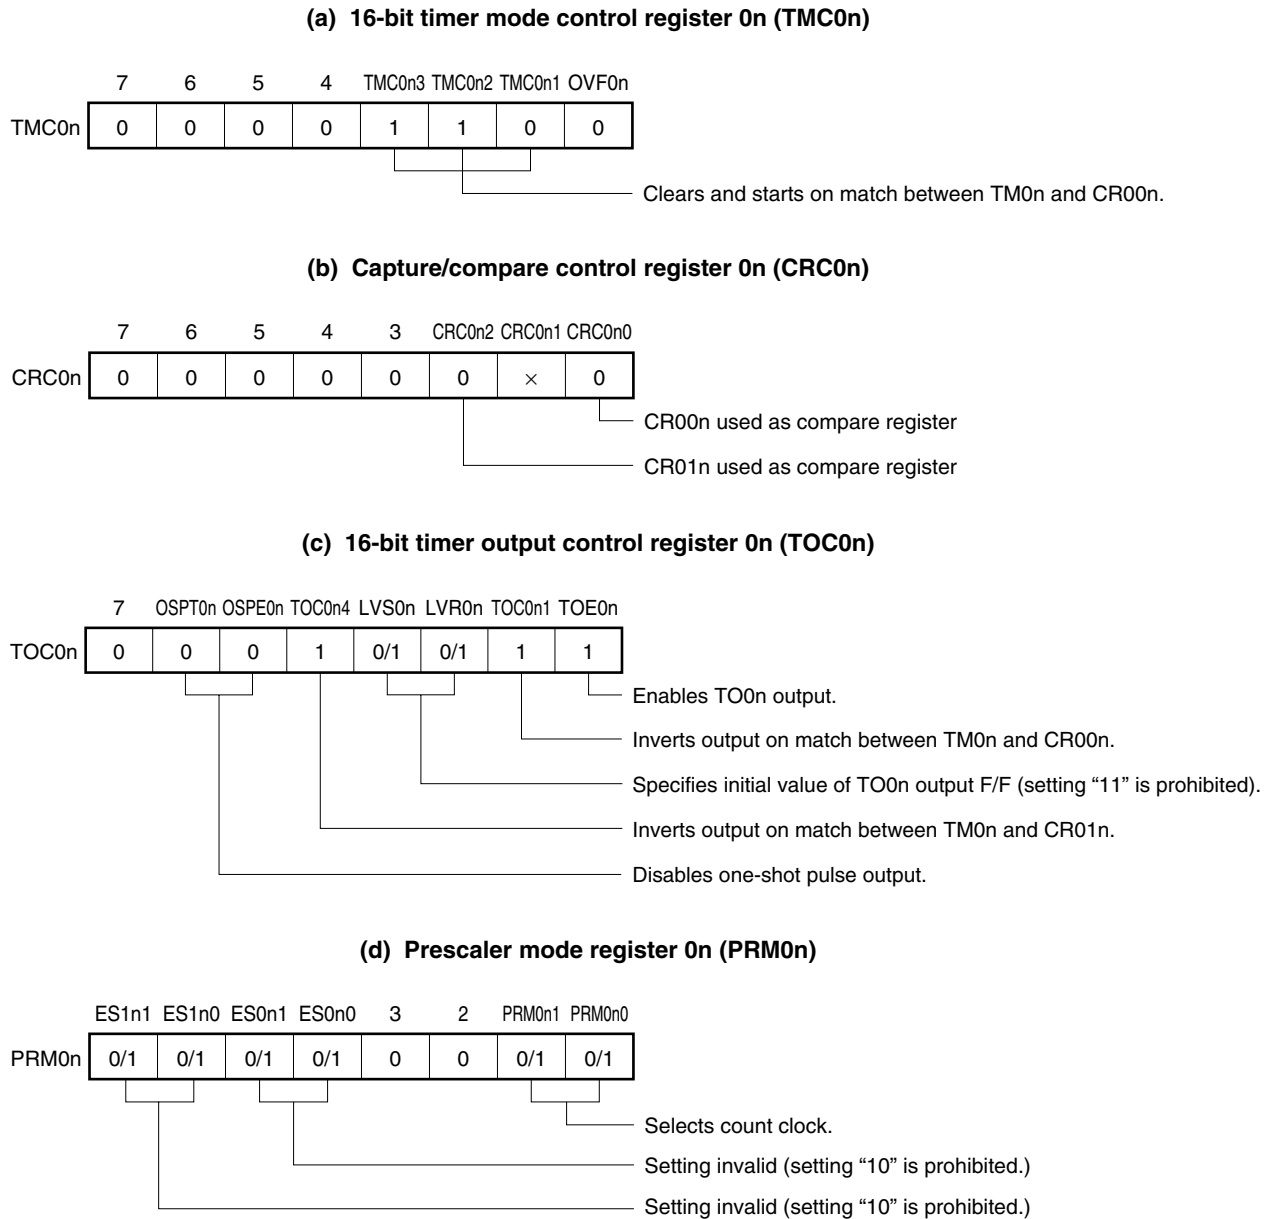 (a) 16-bit timer mode control register 0n (TMC0n)
7 6 5 4 TMC0n3 TMC0n2 TMC0n1 OVF0n
TMC0n 0 0 0 0 1 1 0 0
Clears and starts on match between TM0n and CR00n.
(b) Capture/compare control register 0n (CRC0n)
7 6 5 4 3 CRC0n2 CRC0n1 CRC0n0
CRC0n 0 0 0 0 0 0 × 0
CR00n used as compare register
CR01n used as compare register
(c) 16-bit timer output control register 0n (TOC0n)
7 OSPT0n OSPE0n TOC0n4 LVS0n LVR0n TOC0n1 TOE0n
TOC0n 0 0 0 1 0/1 0/1 1 1
Enables TO0n output.
Inverts output on match between TM0n and CR00n.
Specifies initial value of TO0n output F/F (setting “11” is prohibited).
Inverts output on match between TM0n and CR01n.
Disables one-shot pulse output.
(d) Prescaler mode register 0n (PRM0n)
ES1n1 ES1n0 ES0n1 ES0n0 3 2 PRM0n1 PRM0n0
PRM0n 0/1 0/1 0/1 0/1 0 0 0/1 0/1
Selects count clock.
Setting invalid (setting “10” is prohibited.)
Setting invalid (setting “10” is prohibited.)